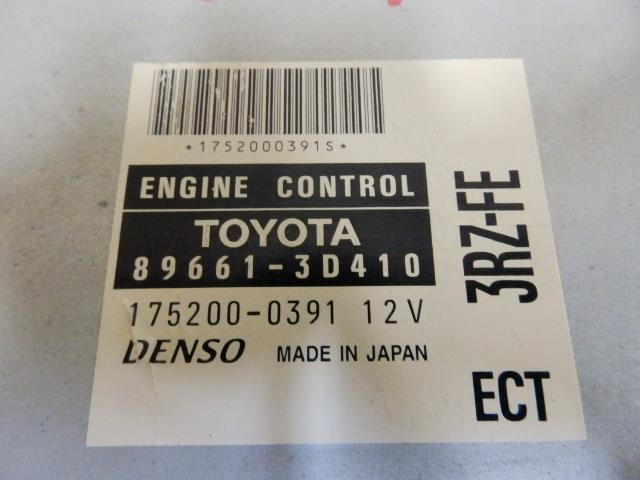 *1752000391S*
ENGINE CONTROL
TOYOTA
89661-3D410
175200-0391 12V
DENSO MADE IN JAPAN
3RZ-FE
ECT